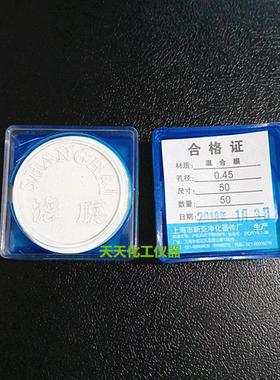 SHANGHAI
滤膜
合格证
材质: 混合膜
孔径: 0.45
尺寸: 50
数量: 50
日期:
上海市新亚净化器件厂 生产
天天化工仪器